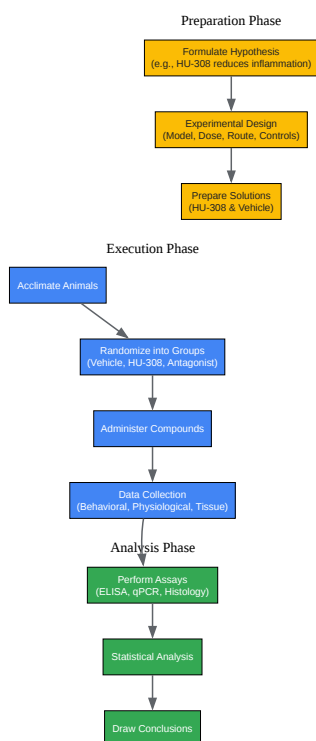 Preparation Phase
Formulate Hypothesis
(e.g., HU-308 reduces inflammation)
Experimental Design
(Model, Dose, Route, Controls)
Prepare Solutions
(HU-308 & Vehicle)
Execution Phase
Acclimate Animals
Randomize into Groups
(Vehicle, HU-308, Antagonist)
Administer Compounds
Data Collection
(Behavioral, Physiological, Tissue)
Analysis Phase
Perform Assays
(ELISA, qPCR, Histology)
Statistical Analysis
Draw Conclusions